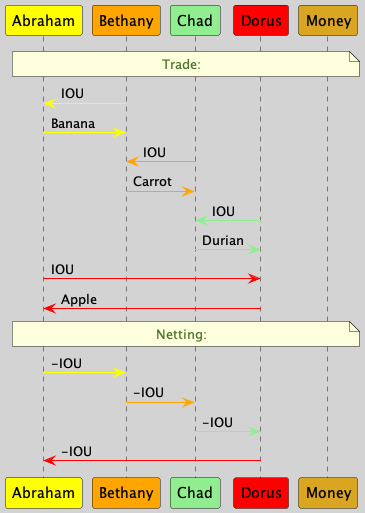 Abraham Bethany Chad Dorus Money
Trade:
IOU
Banana
IOU
Carrot
IOU
Durian
IOU
Apple
Netting:
-IOU
-IOU
-IOU
-IOU
Abraham Bethany Chad Dorus Money